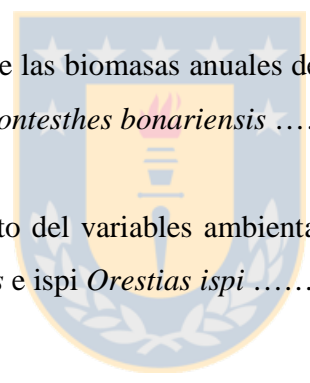 e las biomasas anuales de
ontesthes bonariensis ….
to del variables ambienta
s e ispi Orestias ispi ……